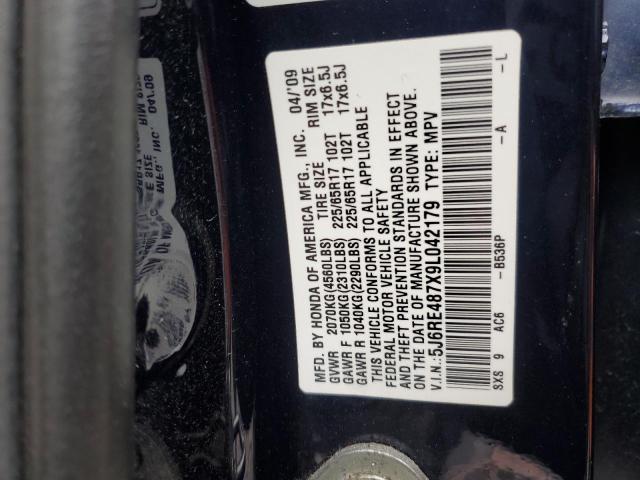 MFD. BY HONDA OF AMERICA MFG., INC. 04/'09
GVWR 2070KG(4560LBS) TIRE SIZE RIM SIZE
GAWR F 1050KG(2310LBS) 225/65R17 102T 17x6.5J
GAWR R 1040KG(2290LBS) 225/65R17 102T 17x6.5J
THIS VEHICLE CONFORMS TO ALL APPLICABLE
FEDERAL MOTOR VEHICLE SAFETY
AND THEFT PREVENTION STANDARDS IN EFFECT
ON THE DATE OF MANUFACTURE SHOWN ABOVE.
V.I.N.: 5J6RE487X9L042179 TYPE: MPV
SXS 9 AC6 -B536P -A -L